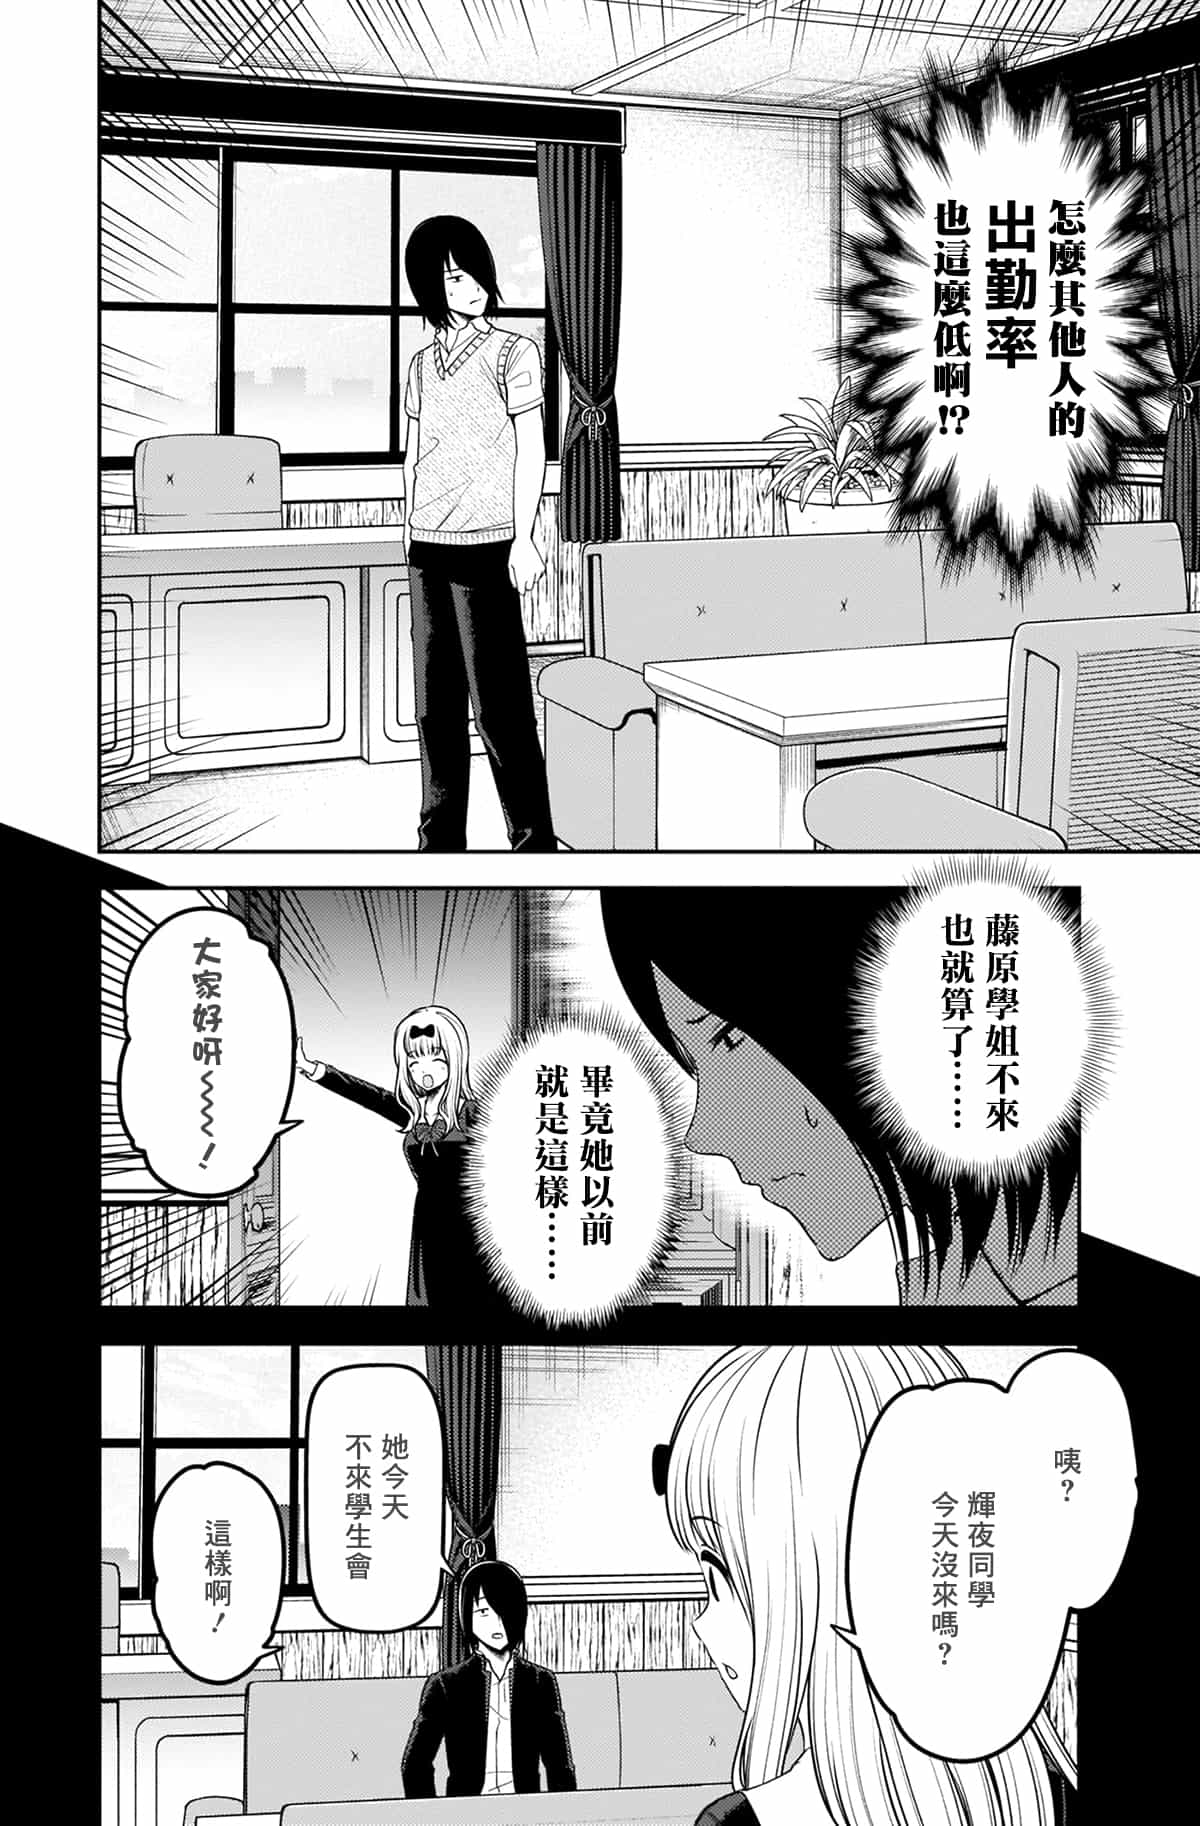 怎麼其他人的
出勤率
也這麼低啊!?
藤原學姐不來
也就算了……
畢竟她以前
就是這樣……
大家好呀~~~~!
咦?
輝夜同學
今天沒來嗎?
她今天
不來學生會
這樣啊!